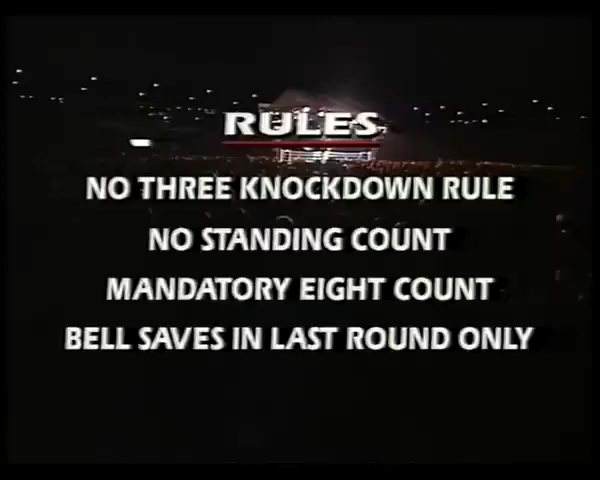 RULES
NO THREE KNOCKDOWN RULE
NO STANDING COUNT
MANDATORY EIGHT COUNT
BELL SAVES IN LAST ROUND ONLY